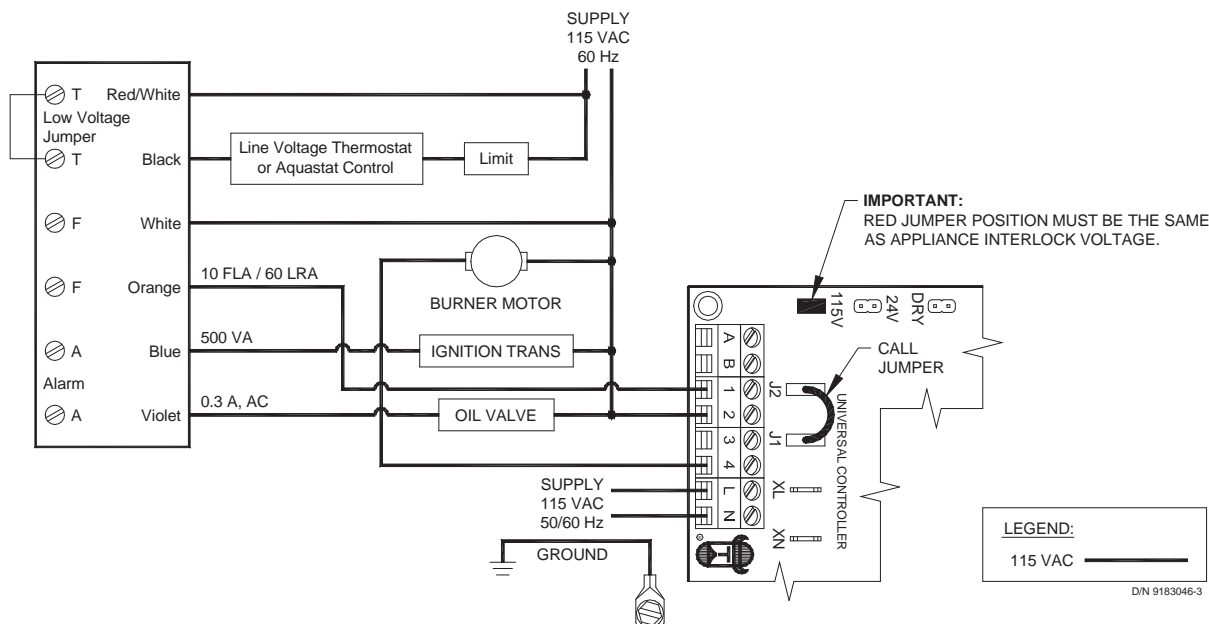 SUPPLY
115 VAC
60 Hz
T Red/White
Low Voltage
Jumper
T Black
Line Voltage Thermostat
or Aquastat Control
Limit
F White
10 FLA / 60 LRA
F Orange
BURNER MOTOR
500 VA
A Blue
IGNITION TRANS
Alarm
0.3 A, AC
A Violet
OIL VALVE
IMPORTANT:
RED JUMPER POSITION MUST BE THE SAME
AS APPLIANCE INTERLOCK VOLTAGE.
115V
24V
DRY
CALL
JUMPER
A
B
1
2
3
4
L
N
J2
J1
UNIVERSAL CONTROLLER
XL
XN
SUPPLY
115 VAC
50/60 Hz
GROUND
T
LEGEND:
115 VAC
D/N 9183046-3